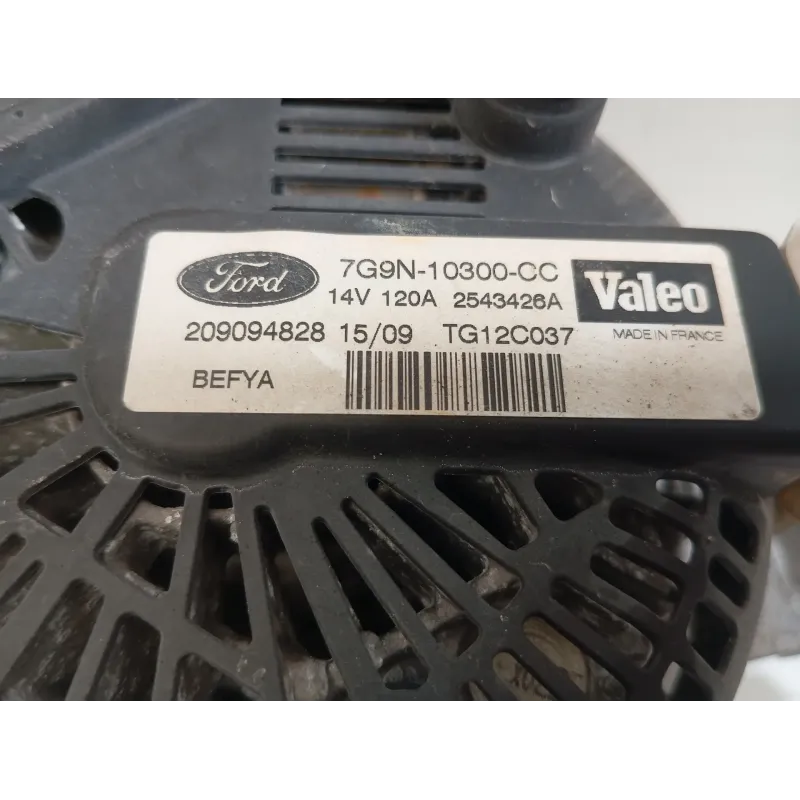 Ford 7G9N-10300-CC Valeo
14V 120A 2543426A
209094828 15/09 TG12C037 MADE IN FRANCE
BEFYA